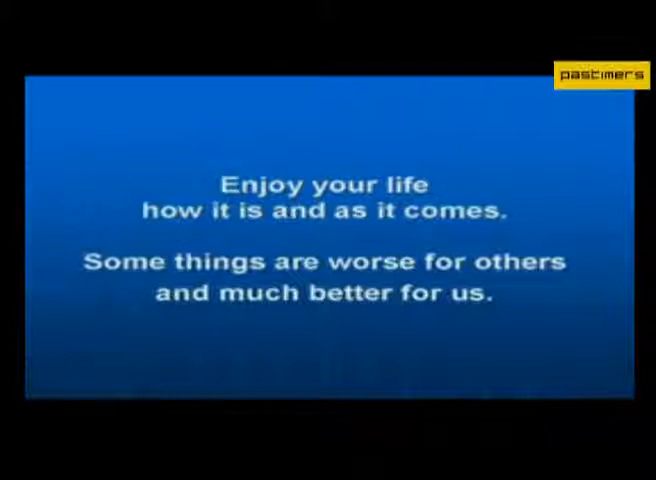 pastimers
Enjoy your life
how it is and as it comes.
Some things are worse for others
and much better for us.